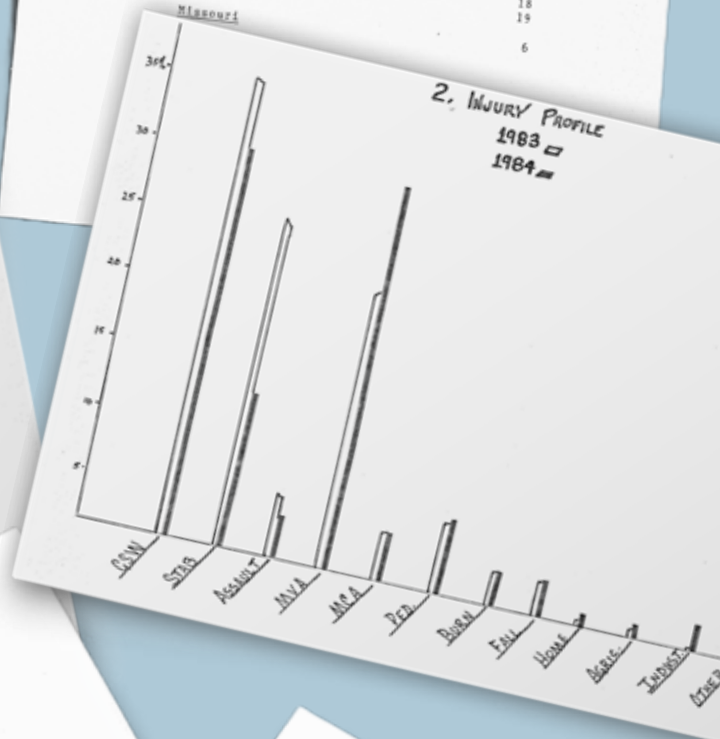 Missouri
18
19
6
2. INJURY PROFILE
1983
1984
35%
30
25
20
15
10
5
GSW
STAB
ASSAULT
MVA
MCA
PED.
BURN
FALL
HOME
AGRIC.
INDUST.
OTHER